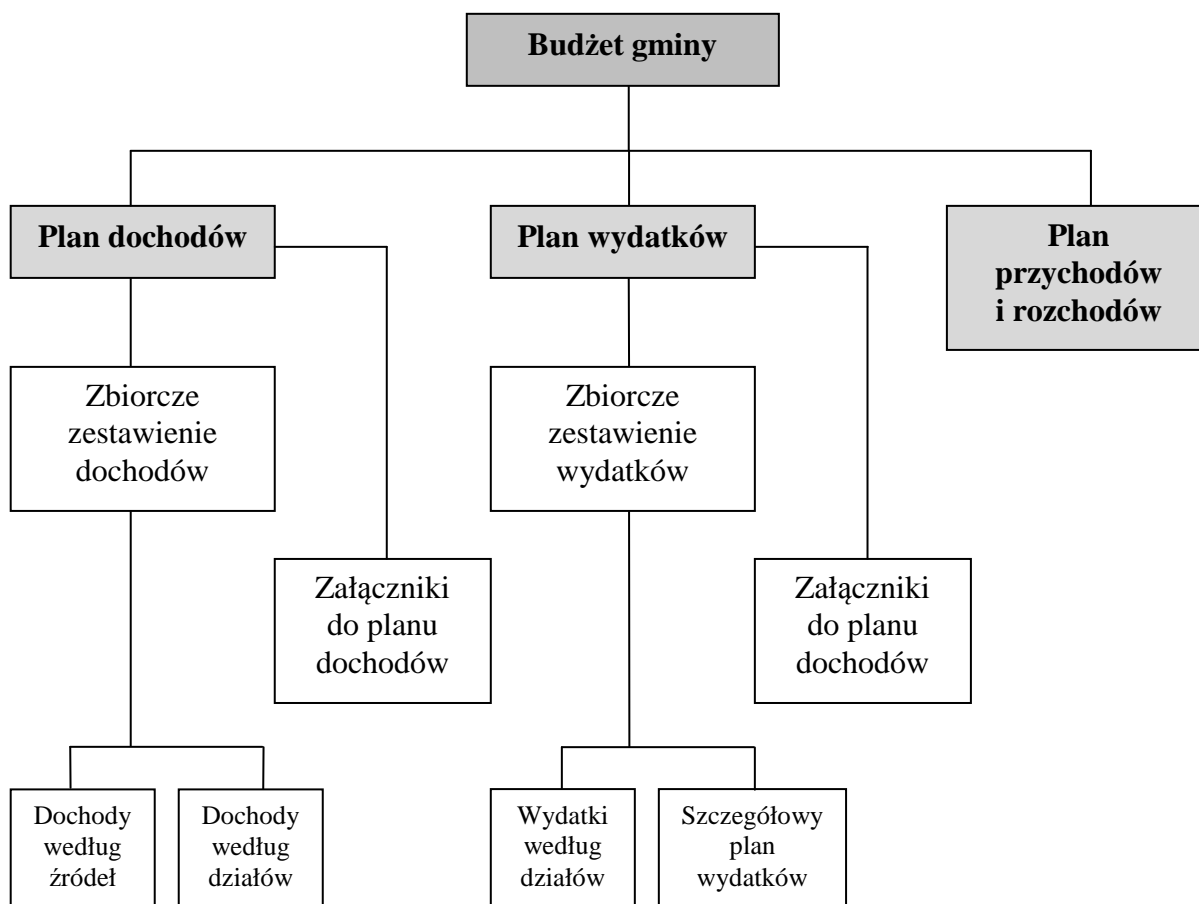 Budżet gminy
Plan dochodów
Plan wydatków
Plan
przychodów
i rozchodów
Zbiorcze
zestawienie
dochodów
Zbiorcze
zestawienie
wydatków
Załączniki
do planu
dochodów
Załączniki
do planu
dochodów
Dochody
według
źródeł
Dochody
według
działów
Wydatki
według
działów
Szczegółowy
plan
wydatków